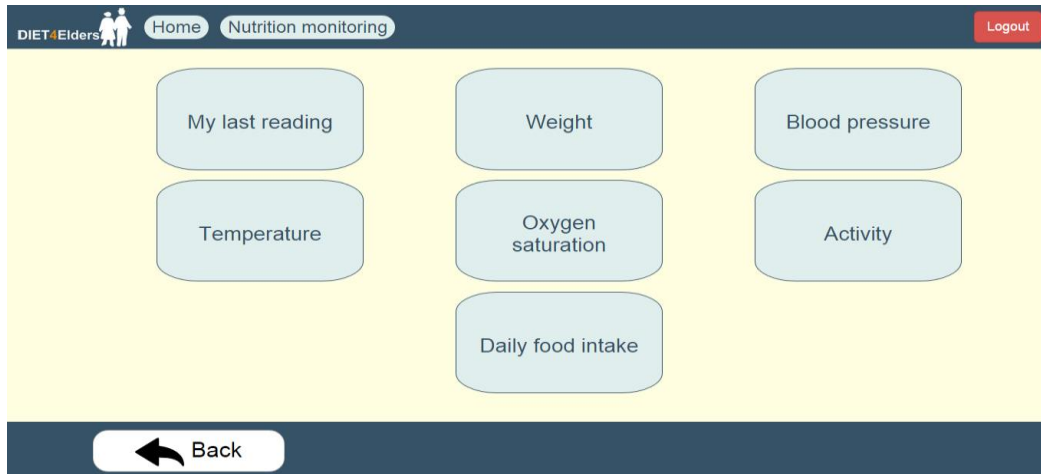 DIET4Elders
Home
Nutrition monitoring
Logout
My last reading
Weight
Blood pressure
Temperature
Oxygen
saturation
Activity
Daily food intake
Back